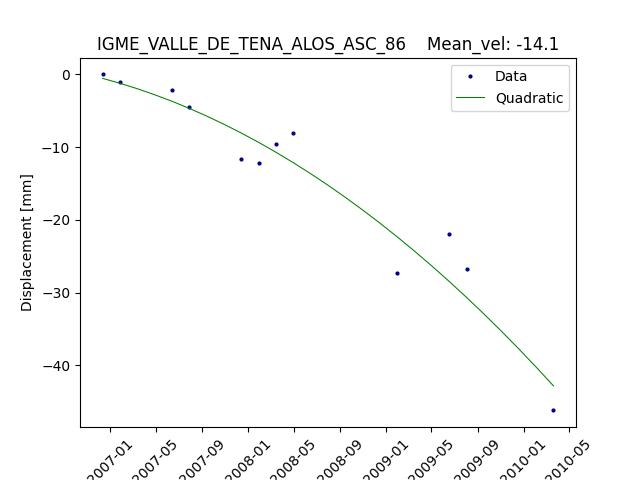 IGME_VALLE_DE_TENA_ALOS_ASC_86 Mean_vel: -14.1
Data
Quadratic
0
−10
−20
−30
−40
Displacement [mm]
2007-01 2007-05 2007-09 2008-01 2008-05 2008-09 2009-01 2009-05 2009-09 2010-01 2010-05